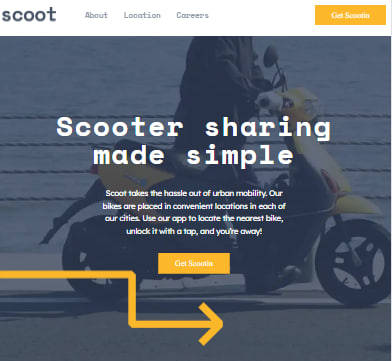 scoot
About Location Careers
Get Scootin
Scooter sharing
made simple
Scoot takes the hassle out of urban mobility. Our
bikes are placed in convenient locations in each of
our cities. Use our app to locate the nearest bike,
unlock it with a tap, and you're away!
Get Scootin